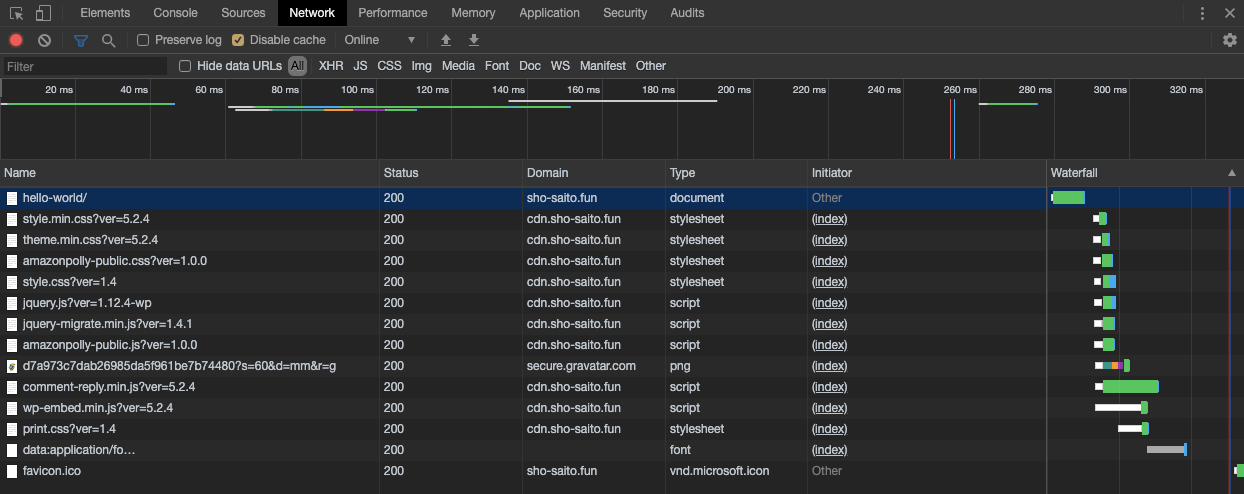 Elements Console Sources Network Performance Memory Application Security Audits
Preserve log Disable cache Online
Filter Hide data URLs All XHR JS CSS Img Media Font Doc WS Manifest Other
20 ms 40 ms 60 ms 80 ms 100 ms 120 ms 140 ms 160 ms 180 ms 200 ms 220 ms 240 ms 260 ms 280 ms 300 ms 320 ms
Name Status Domain Type Initiator Waterfall
hello-world/ 200 sho-saito.fun document Other
style.min.css?ver=5.2.4 200 cdn.sho-saito.fun stylesheet (index)
theme.min.css?ver=5.2.4 200 cdn.sho-saito.fun stylesheet (index)
amazonpolly-public.css?ver=1.0.0 200 cdn.sho-saito.fun stylesheet (index)
style.css?ver=1.4 200 cdn.sho-saito.fun stylesheet (index)
jquery.js?ver=1.12.4-wp 200 cdn.sho-saito.fun script (index)
jquery-migrate.min.js?ver=1.4.1 200 cdn.sho-saito.fun script (index)
amazonpolly-public.js?ver=1.0.0 200 cdn.sho-saito.fun script (index)
d7a973c7dab26985da5f961be7b74480?s=60&d=mm&r=g 200 secure.gravatar.com png (index)
comment-reply.min.js?ver=5.2.4 200 cdn.sho-saito.fun script (index)
wp-embed.min.js?ver=5.2.4 200 cdn.sho-saito.fun script (index)
print.css?ver=1.4 200 cdn.sho-saito.fun stylesheet (index)
data:application/fo… 200 font (index)
favicon.ico 200 sho-saito.fun vnd.microsoft.icon Other